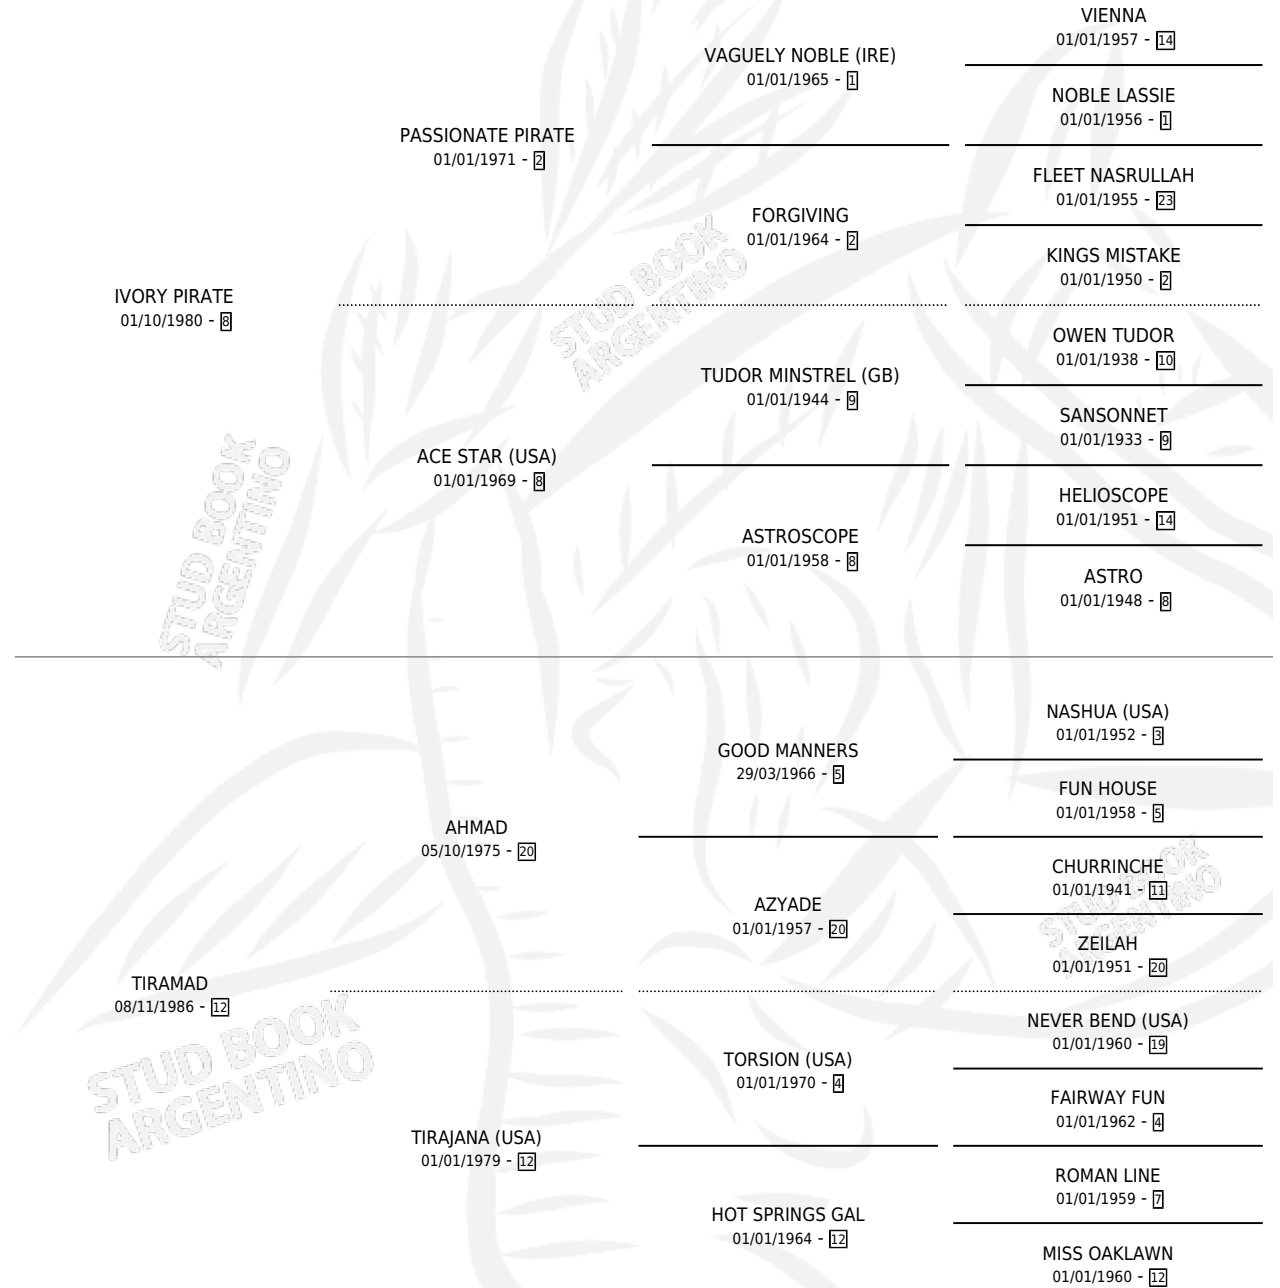 VIENNA
01/01/1957 - 14
VAGUELY NOBLE (IRE)
01/01/1965 - 1
NOBLE LASSIE
01/01/1956 - 1
PASSIONATE PIRATE
01/01/1971 - 2
FLEET NASRULLAH
01/01/1955 - 23
FORGIVING
01/01/1964 - 2
KINGS MISTAKE
01/01/1950 - 2
IVORY PIRATE
01/10/1980 - 8
OWEN TUDOR
01/01/1938 - 10
TUDOR MINSTREL (GB)
01/01/1944 - 9
SANSONNET
01/01/1933 - 9
ACE STAR (USA)
01/01/1969 - 8
HELIOSCOPE
01/01/1951 - 14
ASTROSCOPE
01/01/1958 - 8
ASTRO
01/01/1948 - 8
NASHUA (USA)
01/01/1952 - 3
GOOD MANNERS
29/03/1966 - 5
FUN HOUSE
01/01/1958 - 5
AHMAD
05/10/1975 - 20
CHURRINCHE
01/01/1941 - 11
AZYADE
01/01/1957 - 20
ZEILAH
01/01/1951 - 20
TIRAMAD
08/11/1986 - 12
NEVER BEND (USA)
01/01/1960 - 19
TORSION (USA)
01/01/1970 - 4
FAIRWAY FUN
01/01/1962 - 4
TIRAJANA (USA)
01/01/1979 - 12
ROMAN LINE
01/01/1959 - 7
HOT SPRINGS GAL
01/01/1964 - 12
MISS OAKLAWN
01/01/1960 - 12
STUD BOOK
ARGENTINO
STUD BOOK
ARGENTINO
STUD BOOK
ARGENTINO
STUD BOOK
ARGENTINO